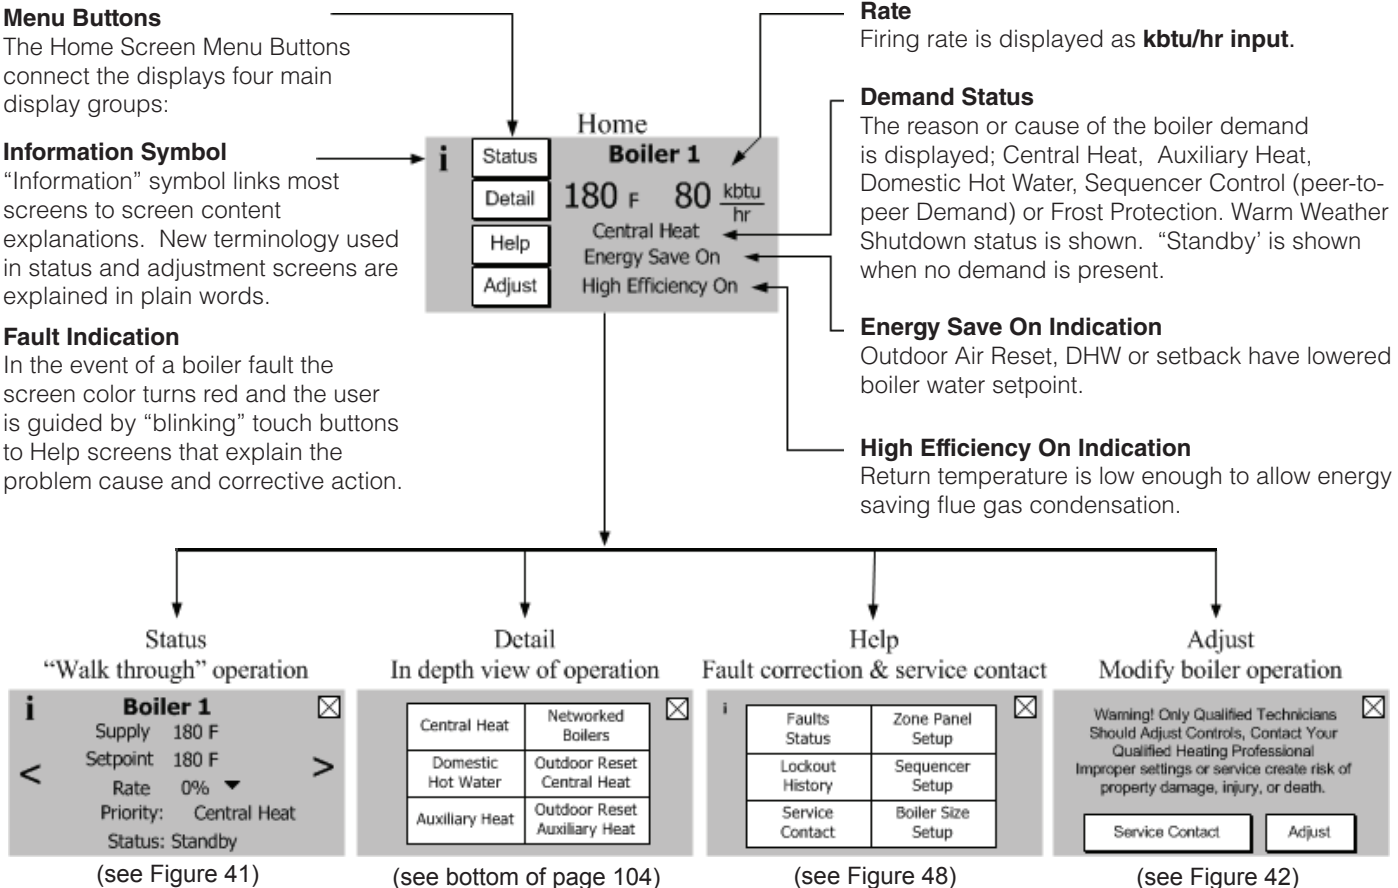 Menu Buttons
The Home Screen Menu Buttons
connect the displays four main
display groups:
Information Symbol
“Information” symbol links most
screens to screen content
explanations.  New terminology used
in status and adjustment screens are
explained in plain words.
Fault Indication
In the event of a boiler fault the
screen color turns red and the user
is guided by “blinking” touch buttons
to Help screens that explain the
problem cause and corrective action.
Home
i
Status
Detail
Help
Adjust
Boiler 1
180 F 80 kbtu
hr
Central Heat
Energy Save On
High Efficiency On
Rate
Firing rate is displayed as kbtu/hr input.
Demand Status
The reason or cause of the boiler demand
is displayed; Central Heat,  Auxiliary Heat,
Domestic Hot Water, Sequencer Control (peer-to-
peer Demand) or Frost Protection. Warm Weather
Shutdown status is shown.  “Standby’ is shown
when no demand is present.
Energy Save On Indication
Outdoor Air Reset, DHW or setback have lowered
boiler water setpoint.
High Efficiency On Indication
Return temperature is low enough to allow energy
saving flue gas condensation.
Status
“Walk through” operation
i
Boiler 1
Supply 180 F
Setpoint 180 F
< >
Rate 0% ▼
Priority: Central Heat
Status: Standby
(see Figure 41)
Detail
In depth view of operation
Central Heat
Networked
Boilers
Domestic
Hot Water
Outdoor Reset
Central Heat
Auxiliary Heat
Outdoor Reset
Auxiliary Heat
(see bottom of page 104)
Help
Fault correction & service contact
i
Faults
Status
Zone Panel
Setup
Lockout
History
Sequencer
Setup
Service
Contact
Boiler Size
Setup
(see Figure 48)
Adjust
Modify boiler operation
Warning! Only Qualified Technicians
Should Adjust Controls, Contact Your
Qualified Heating Professional
Improper settings or service create risk of
property damage, injury, or death.
Service Contact
Adjust
(see Figure 42)